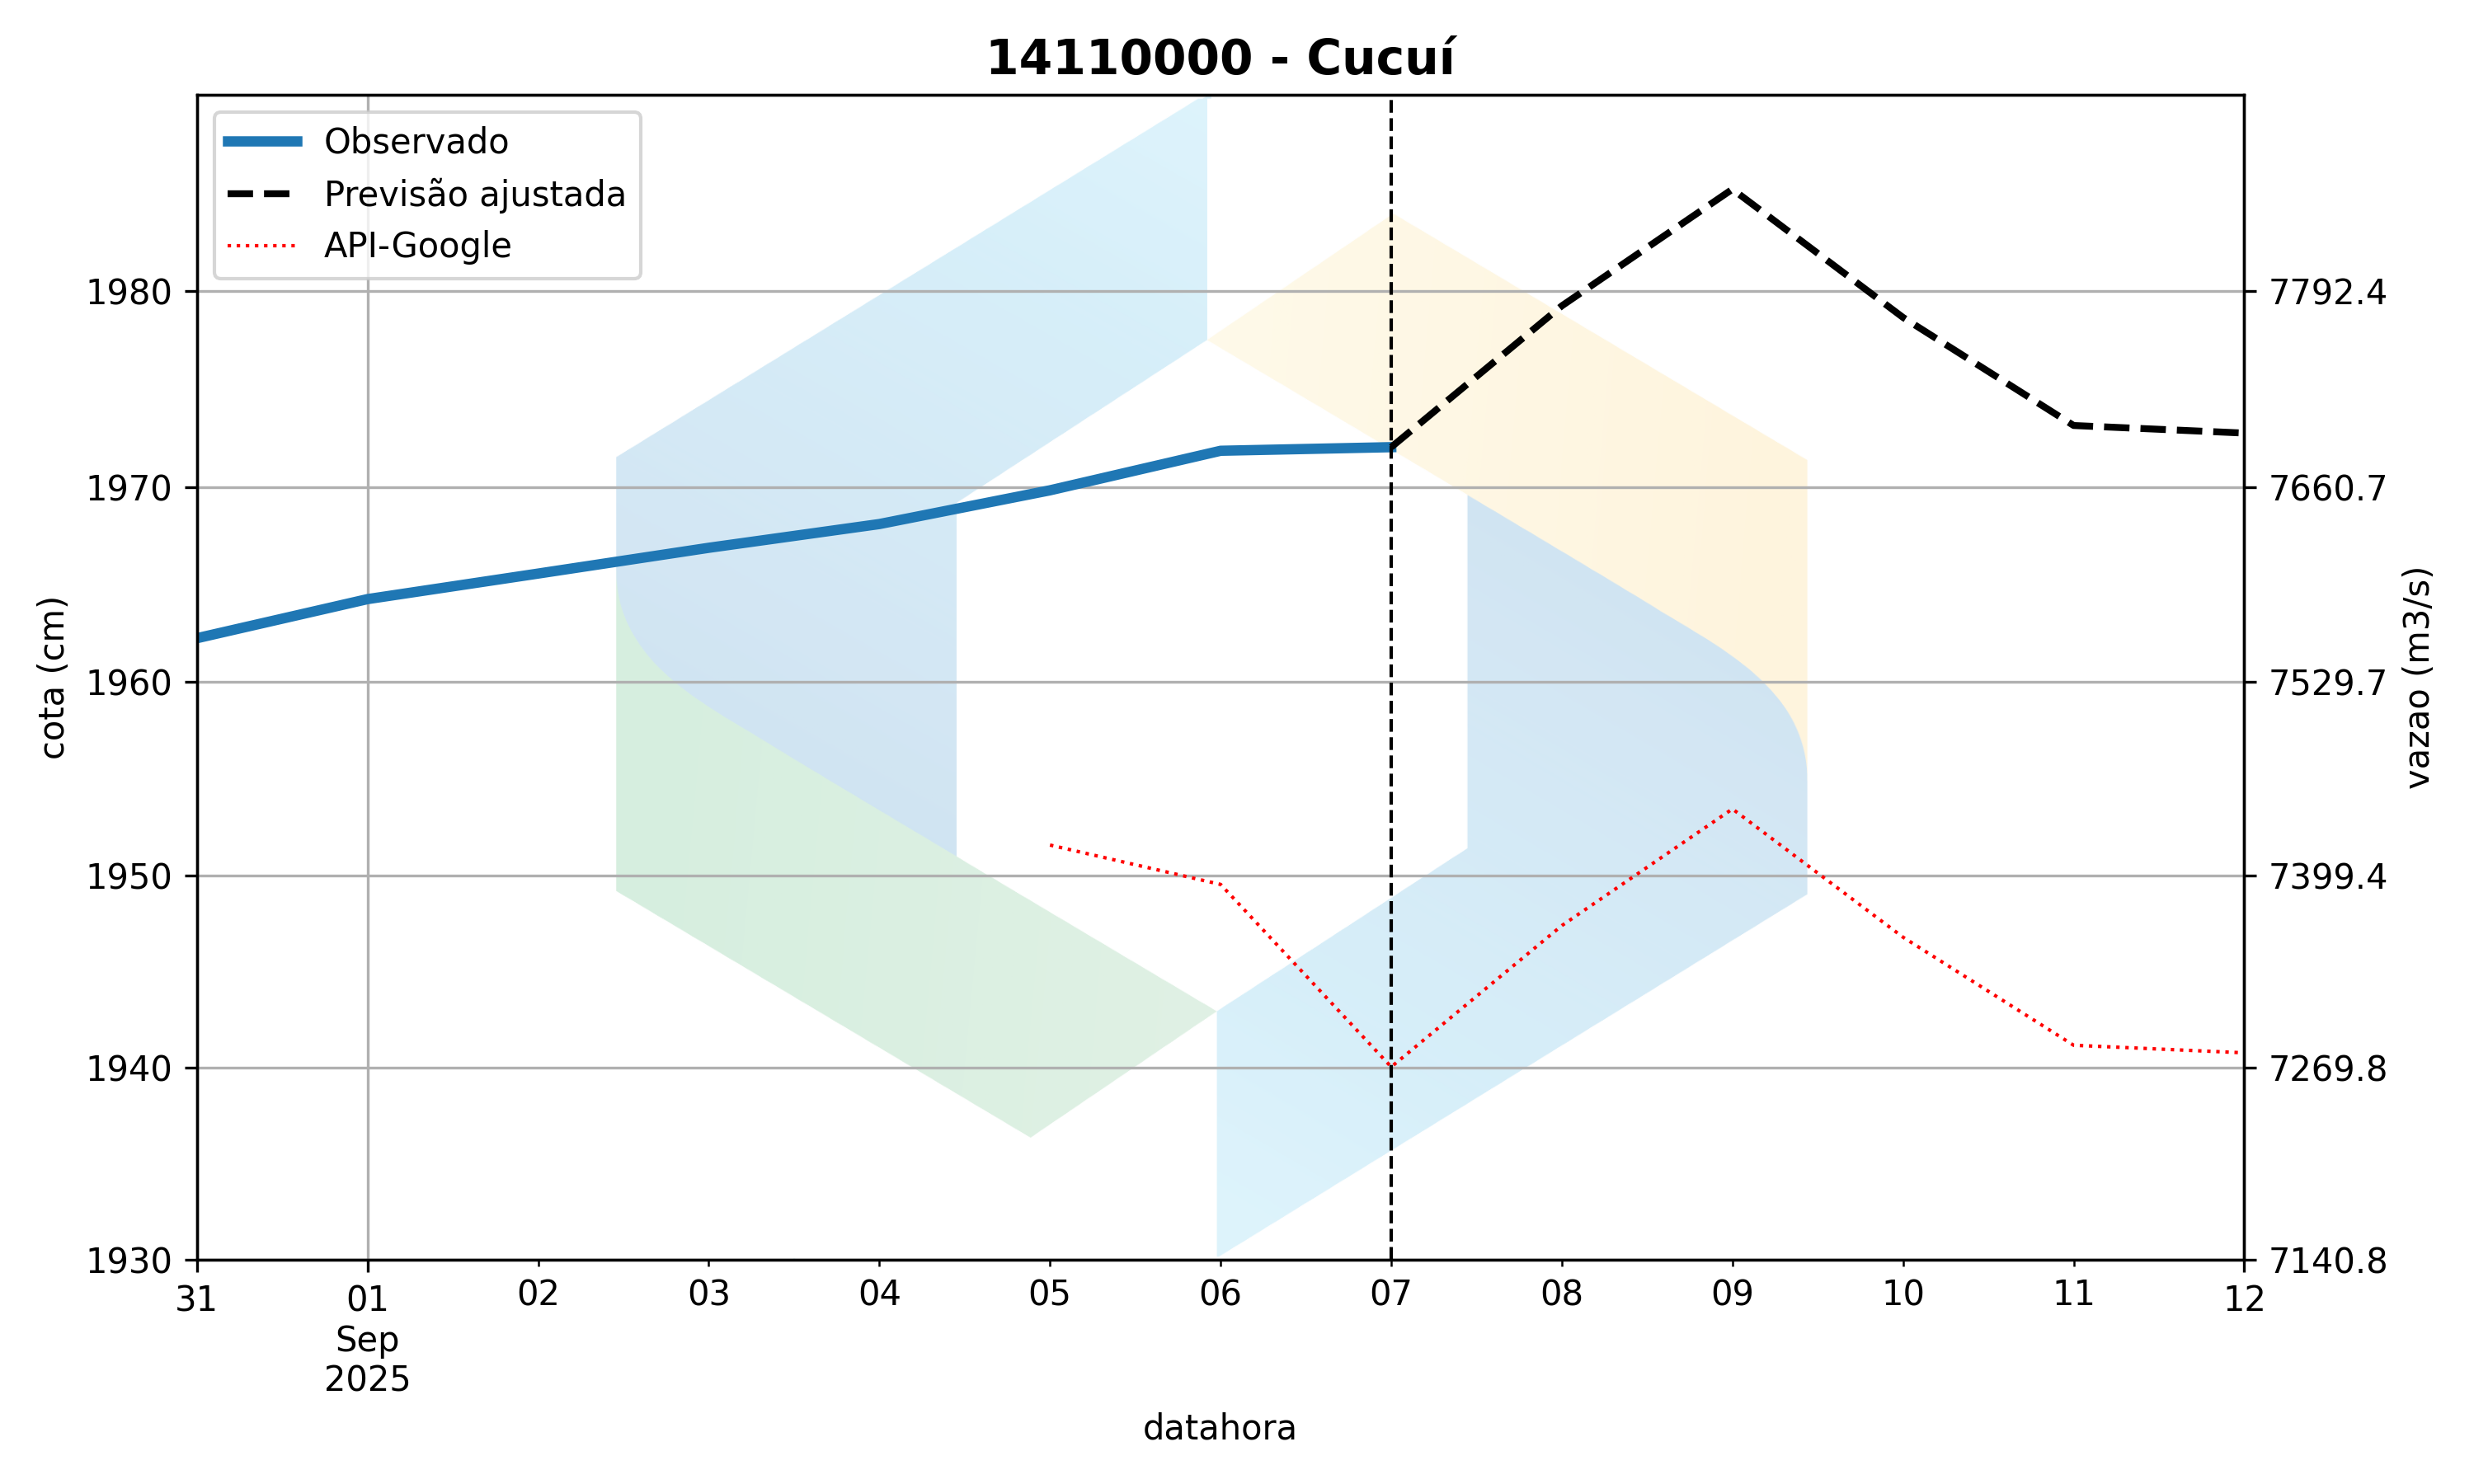 14110000 - Cucuí
Observado
Previsão ajustada
API-Google
cota (cm)
1980
1970
1960
1950
1940
1930
7792.4
7660.7
7529.7
7399.4
7269.8
7140.8
vazao (m3/s)
31 01 02 03 04 05 06 07 08 09 10 11 12
Sep
2025
datahora